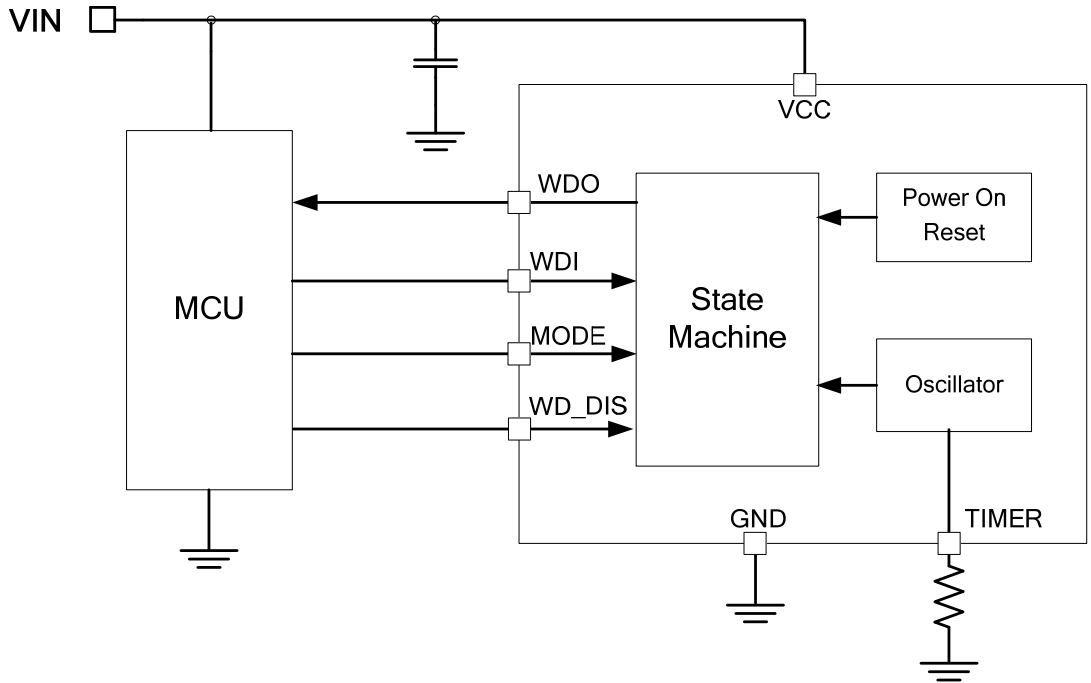 VIN
VCC
WDO
Power On
Reset
WDI
MCU
State
Machine
MODE
Oscillator
WD_DIS
GND
TIMER